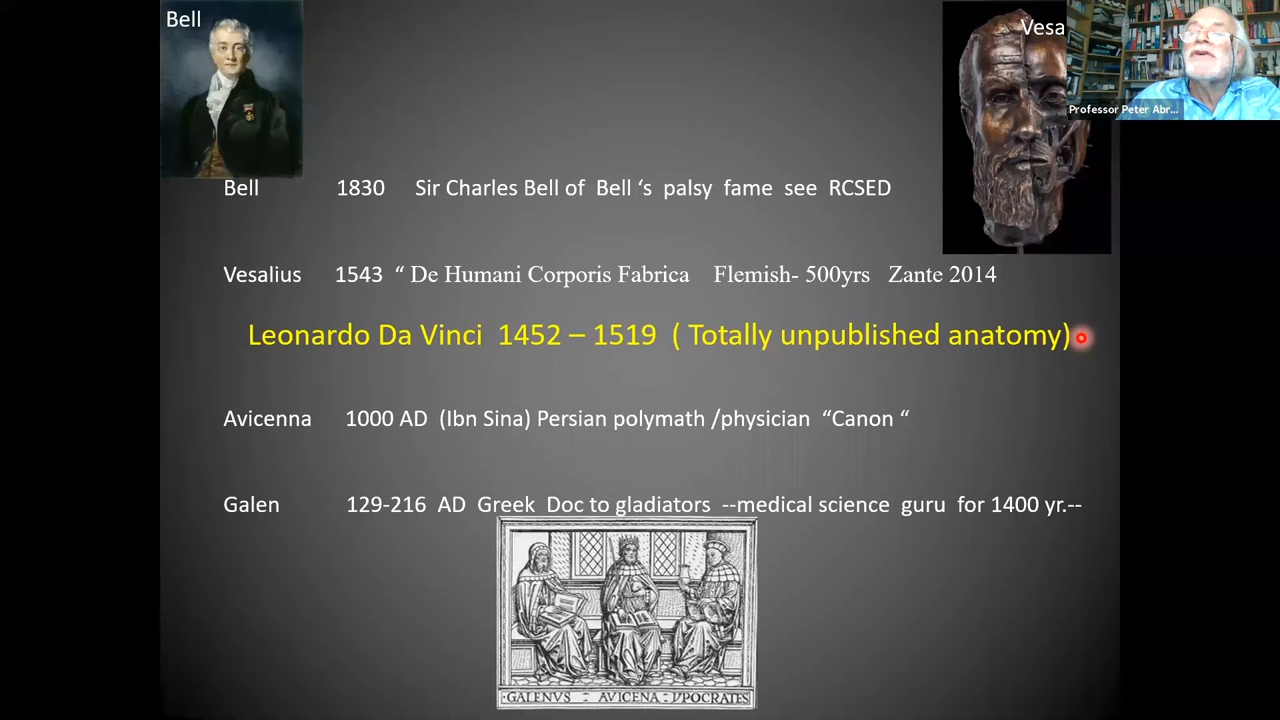 Bell
Vesa
Professor Peter Abr...
Bell 1830 Sir Charles Bell of Bell ‘s palsy fame see RCSED
Vesalius 1543 “ De Humani Corporis Fabrica Flemish- 500yrs Zante 2014
Leonardo Da Vinci 1452 – 1519 ( Totally unpublished anatomy)
Avicenna 1000 AD (Ibn Sina) Persian polymath /physician “Canon “
Galen 129-216 AD Greek Doc to gladiators --medical science guru for 1400 yr.--
GALENVS AVICENA YPOCRATES